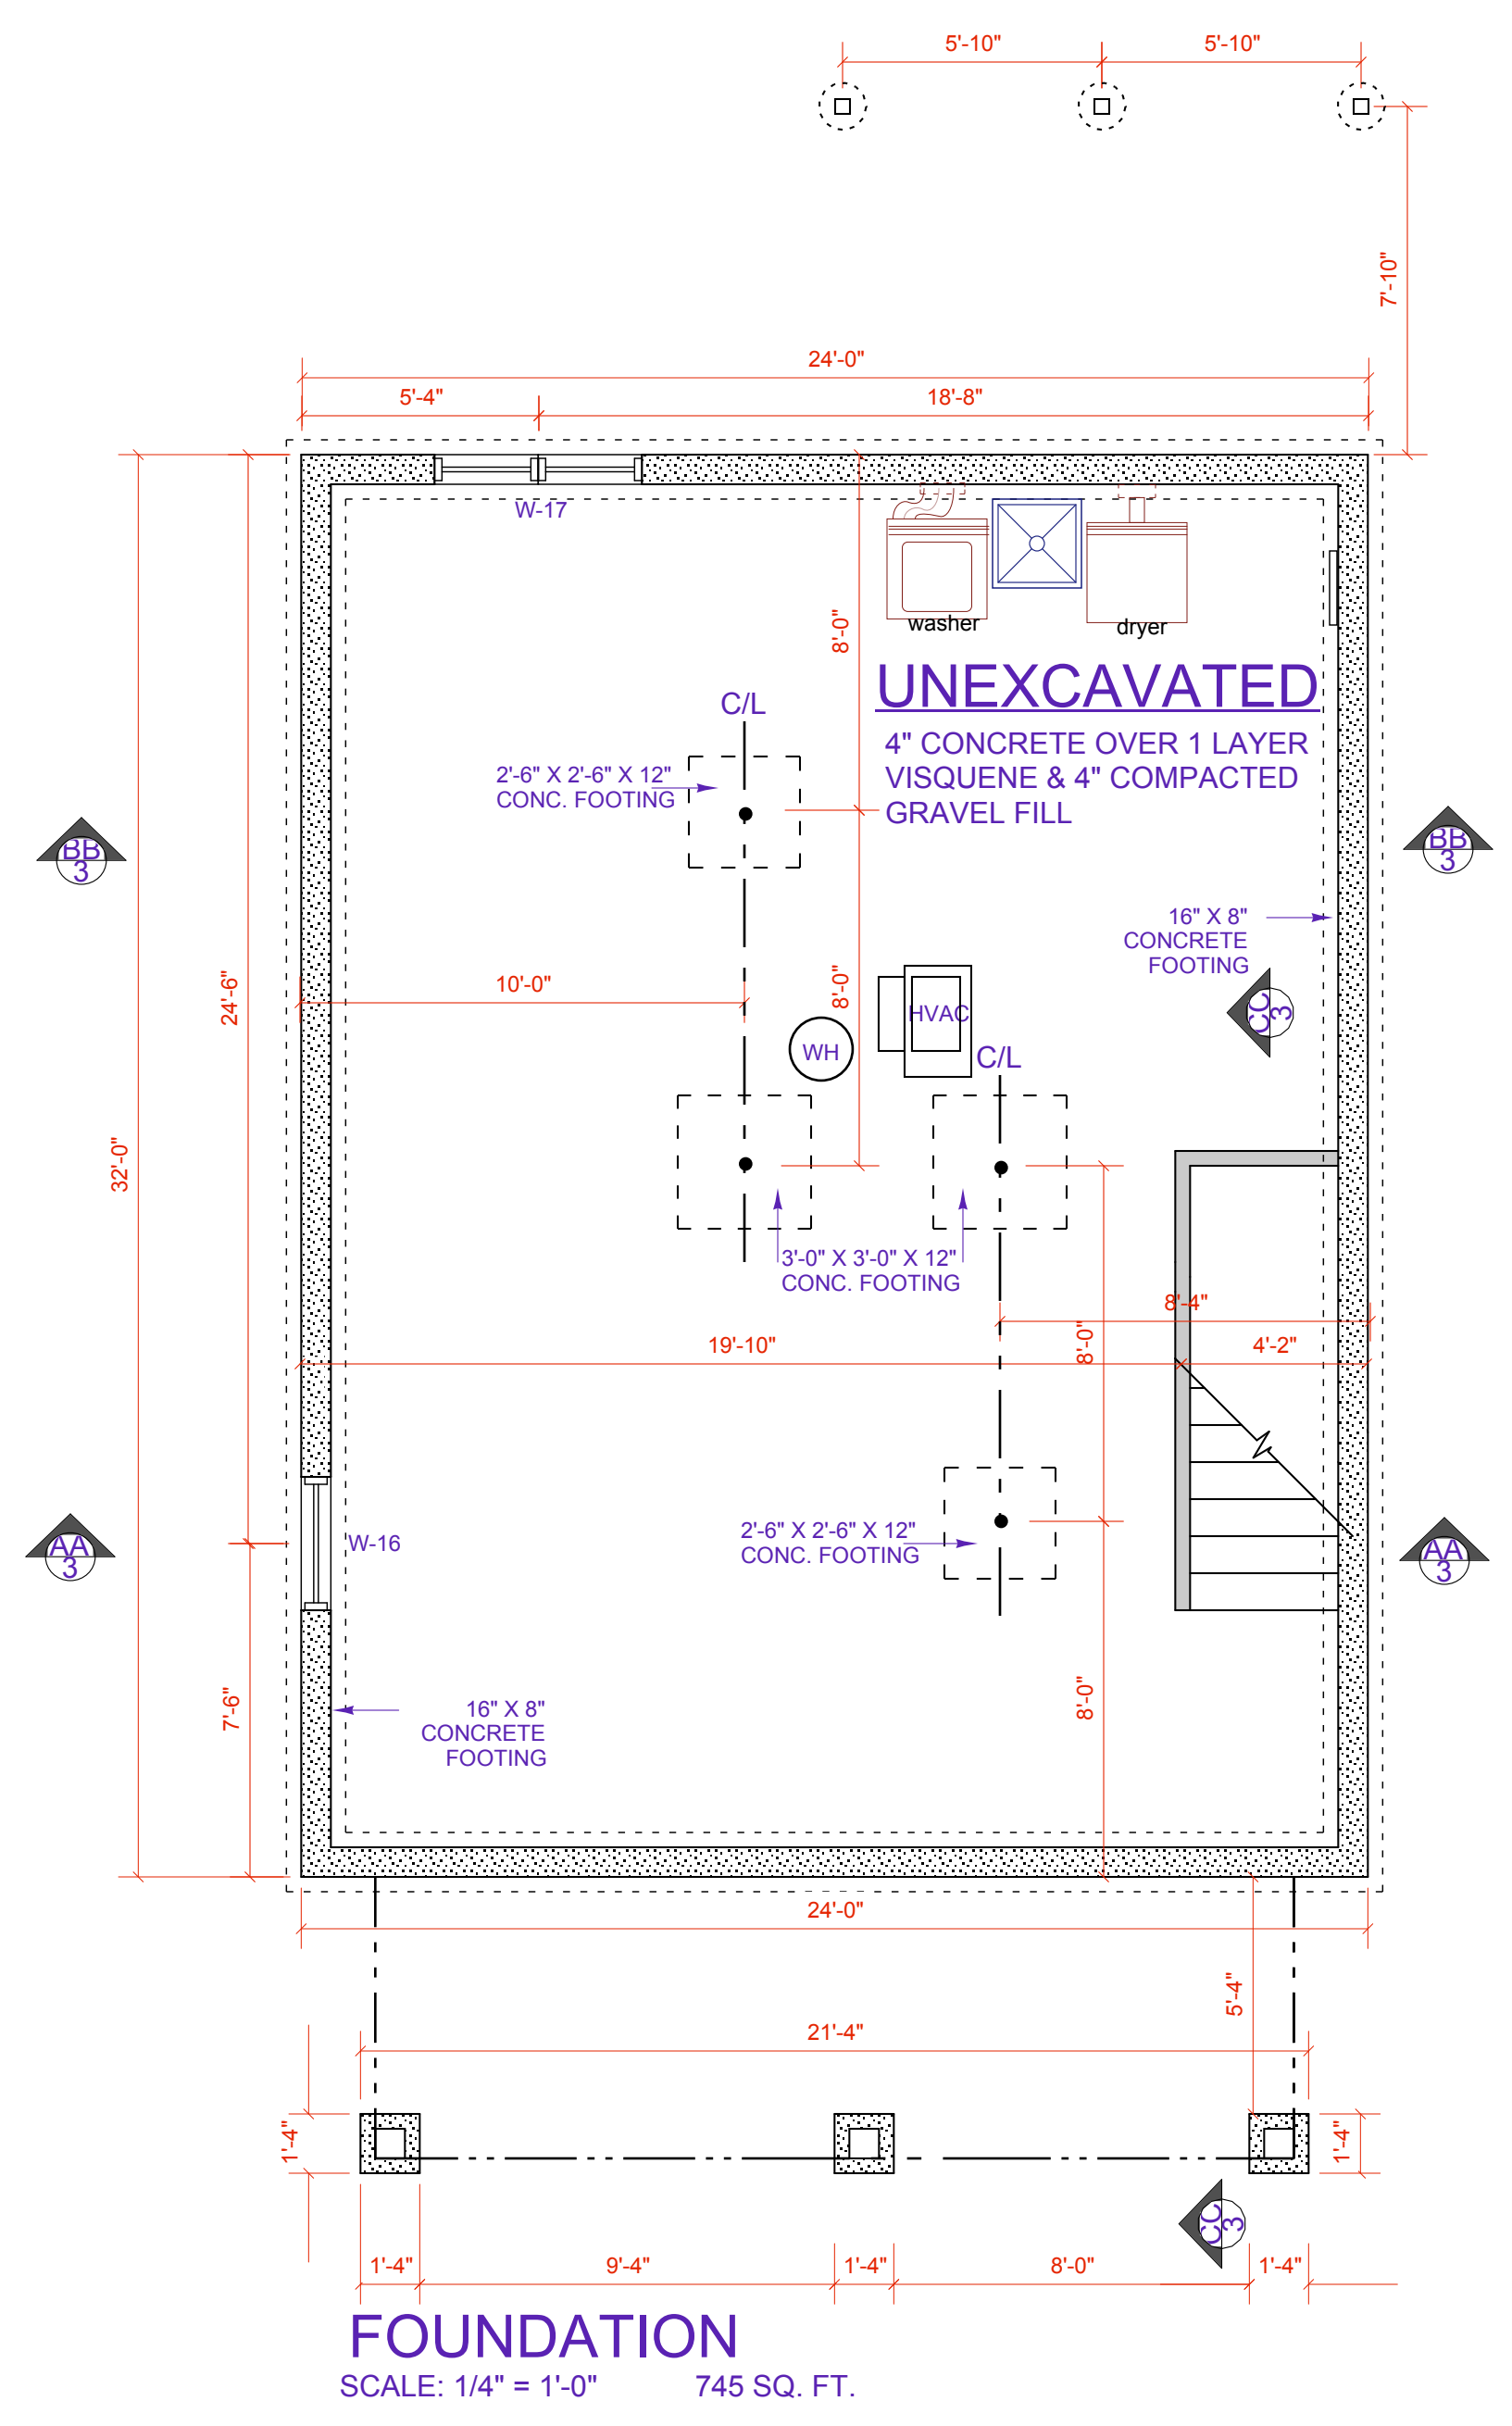 5'-10" 5'-10"
7'-10"
24'-0"
5'-4" 18'-8"
W-17
washer dryer
8'-0"
UNEXCAVATED
4" CONCRETE OVER 1 LAYER
VISQUENE & 4" COMPACTED
GRAVEL FILL
C/L
2'-6" X 2'-6" X 12"
CONC. FOOTING
BB
3
BB
3
16" X 8"
CONCRETE
FOOTING
24'-6"
10'-0"
8'-0"
HVAC
WH
C/L
CC
3
32'-0"
3'-0" X 3'-0" X 12"
CONC. FOOTING
8'-4"
8'-0"
19'-10" 4'-2"
AA
3
W-16
2'-6" X 2'-6" X 12"
CONC. FOOTING
AA
3
7'-6"
16" X 8"
CONCRETE
FOOTING
8'-0"
24'-0"
5'-4"
21'-4"
1'-4" 1'-4"
CC
3
1'-4" 9'-4" 1'-4" 8'-0" 1'-4"
FOUNDATION
SCALE: 1/4" = 1'-0" 745 SQ. FT.